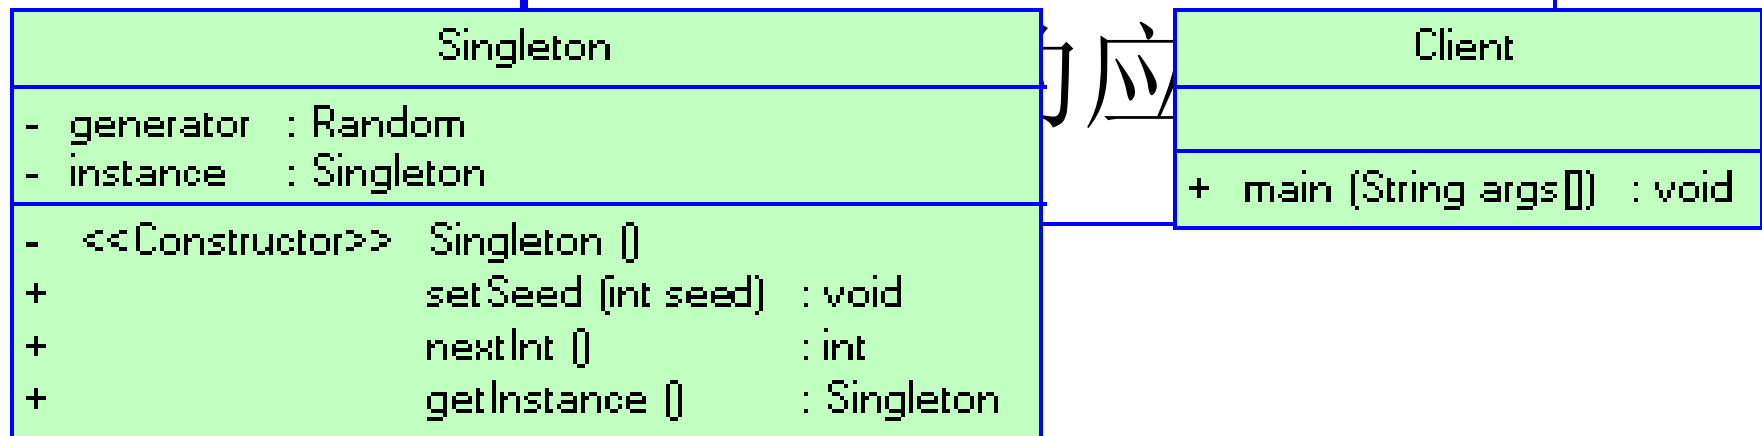 Singleton
- generator : Random
- instance : Singleton
- <<Constructor>> Singleton ()
+ setSeed (int seed) : void
+ nextInt () : int
+ getInstance () : Singleton
应
Client
+ main (String args[]) : void